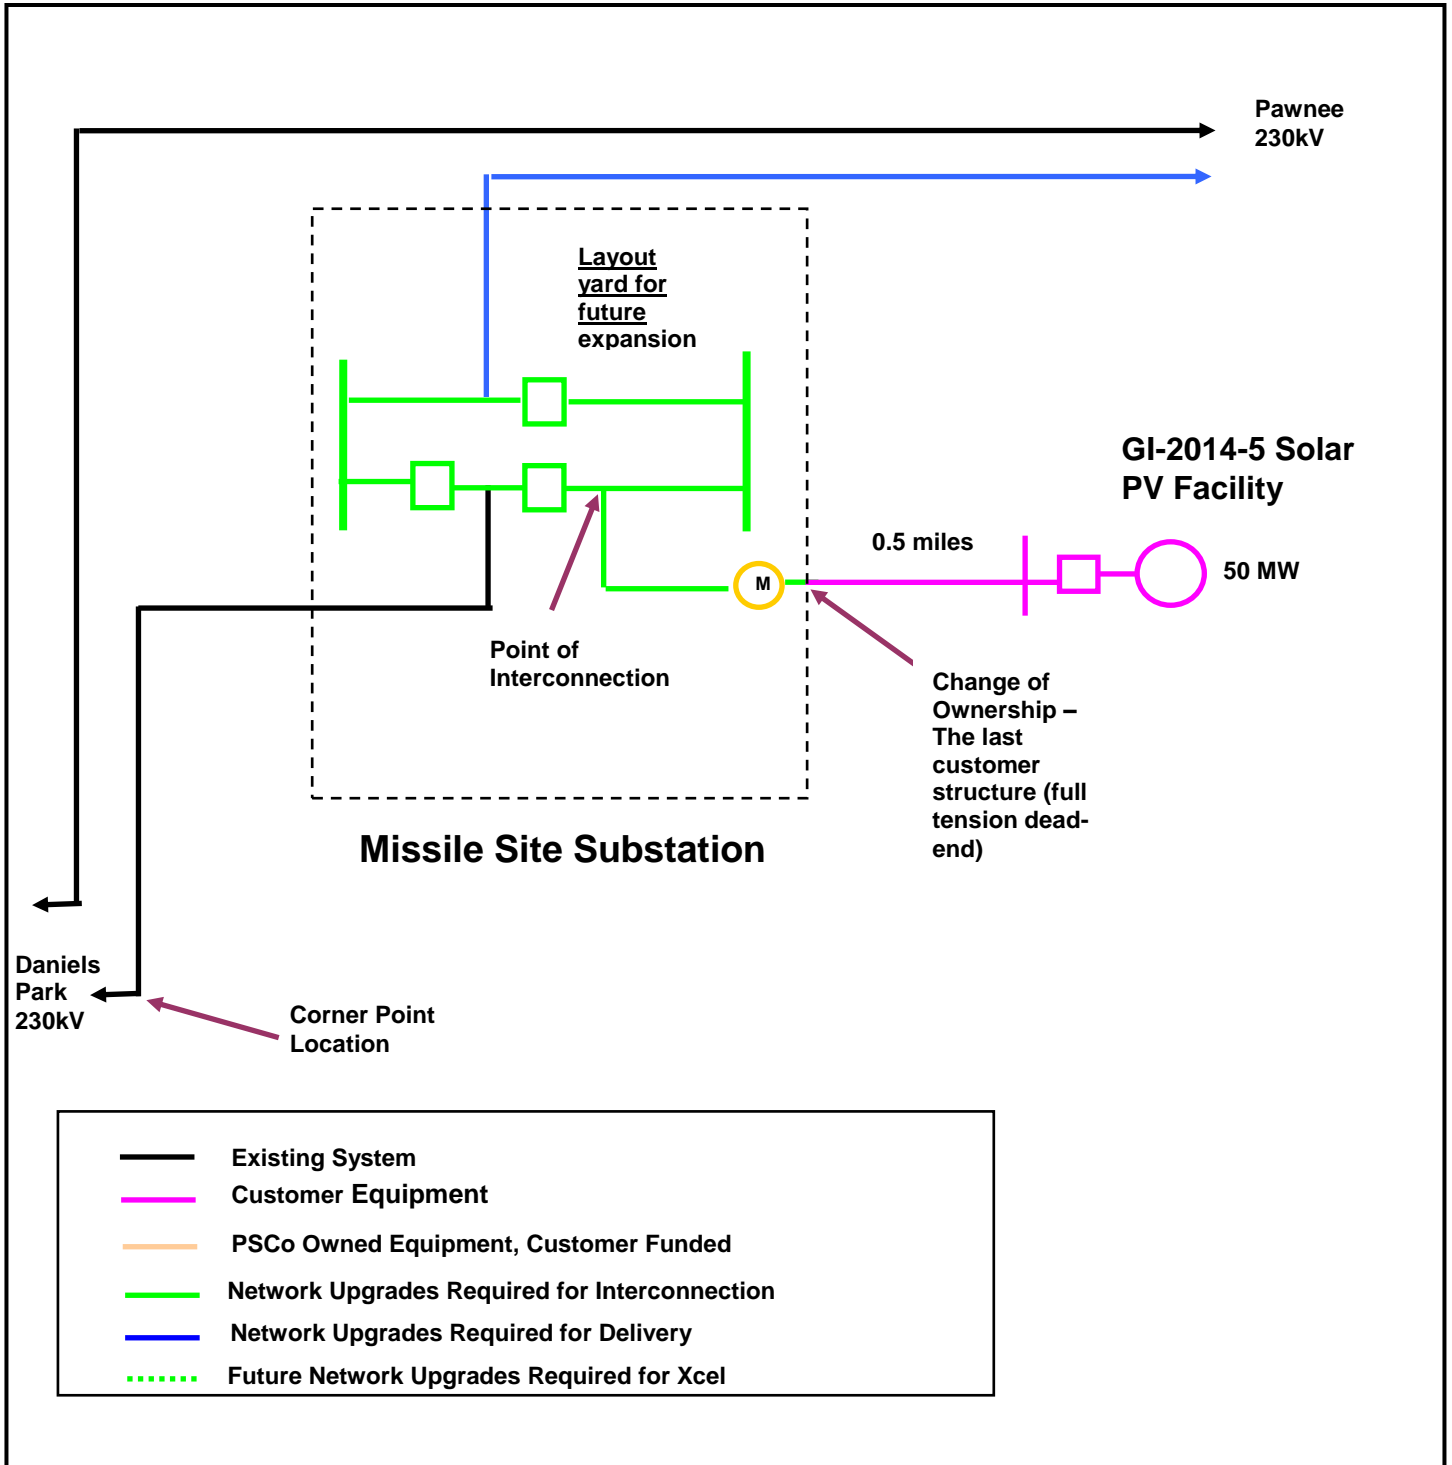 Pawnee
230kV
Layout
yard for
future
expansion
GI-2014-5 Solar
PV Facility
0.5 miles
M
50 MW
Point of
Interconnection
Change of
Ownership –
The last
customer
structure (full
tension dead-
end)
Missile Site Substation
Daniels
Park
230kV
Corner Point
Location
Existing System
Customer Equipment
PSCo Owned Equipment, Customer Funded
Network Upgrades Required for Interconnection
Network Upgrades Required for Delivery
Future Network Upgrades Required for Xcel